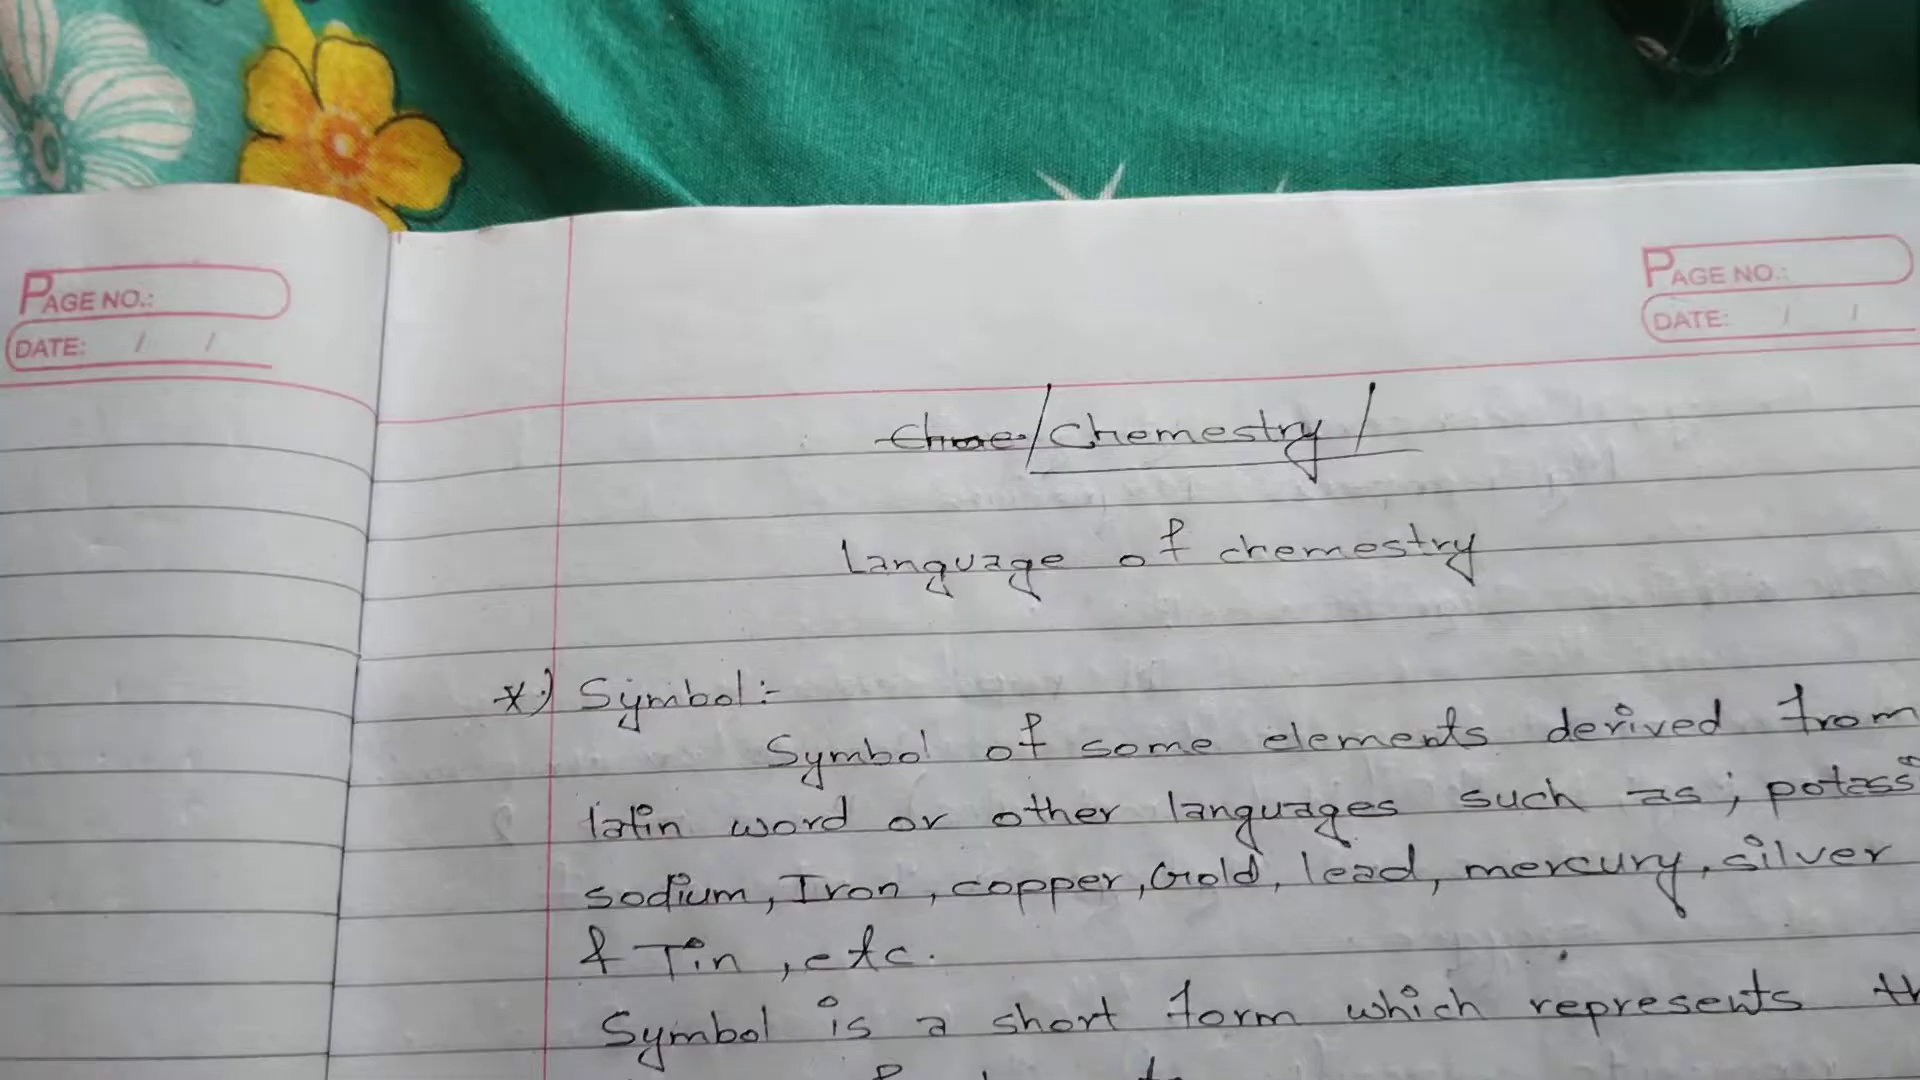 PAGE NO.:
DATE: / /
PAGE NO.:
DATE: / /
Chemestry
Language of chemestry
*) Symbol:-
Symbol of some elements derived from
latin word or other languages such as; potassi
sodium, Iron, copper, Gold, lead, mercury, silver
& Tin, etc.
Symbol is a short form which represents th